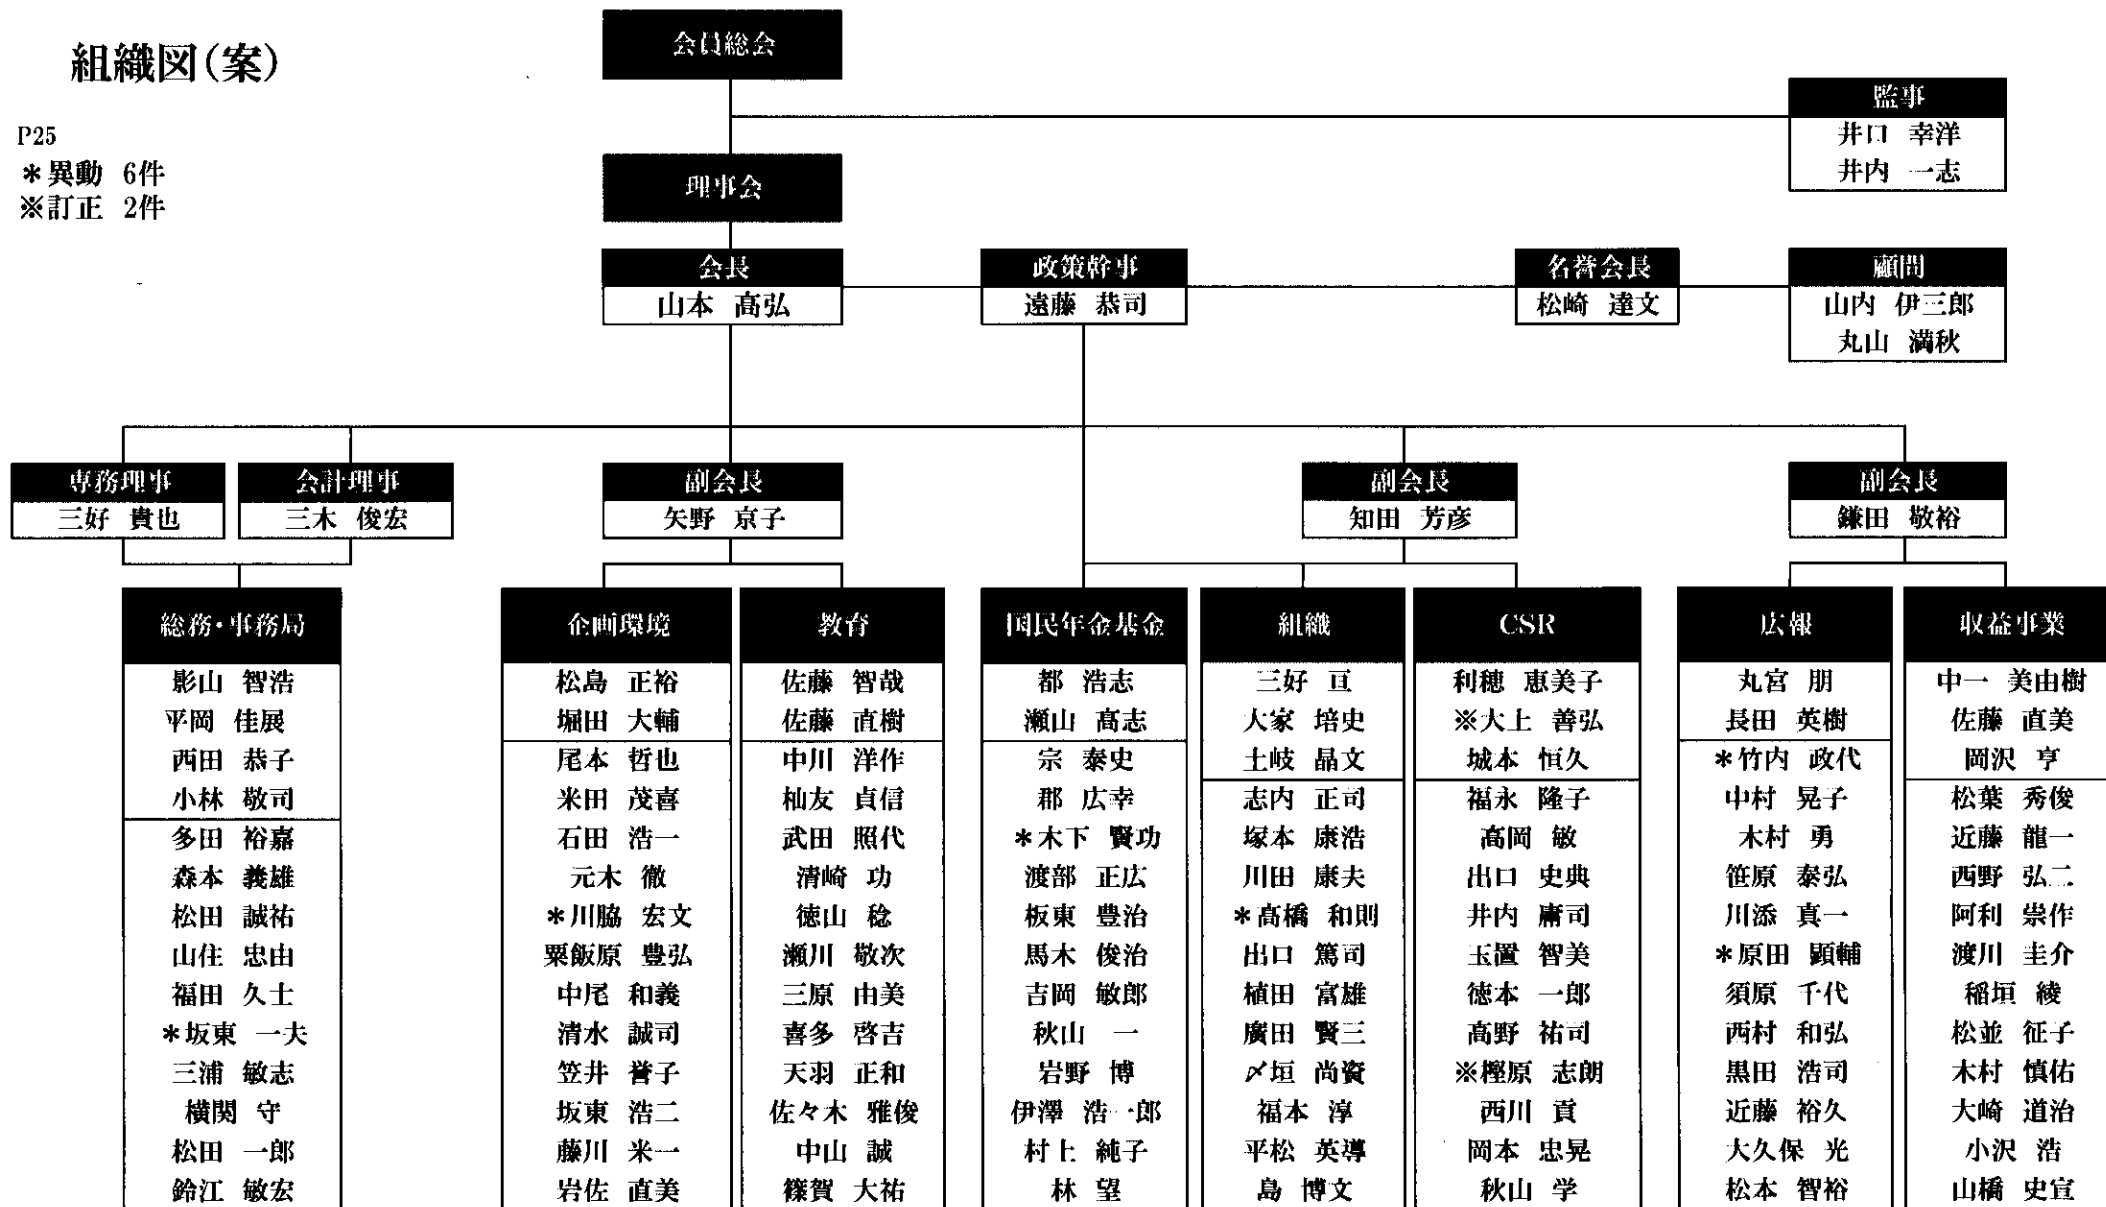 組織図(案)
P25
*異動 6件
※訂正 2件
会員総会
監事
井口 幸洋
井内 一志
理事会
会長
山本 高弘
政策幹事
遠藤 恭司
名誉会長
松崎 達文
顧問
山内 伊三郎
丸山 満秋
専務理事
三好 貴也
会計理事
三木 俊宏
副会長
矢野 京子
副会長
知田 芳彦
副会長
鎌田 敬裕
総務・事務局
影山 智浩
平岡 佳展
西田 恭子
小林 敬司
多田 裕嘉
森本 義雄
松田 誠祐
山住 忠由
福田 久士
*坂東 一夫
三浦 敏志
横関 守
松田 一郎
鈴江 敏宏
企画環境
松島 正裕
堀田 大輔
尾本 哲也
米田 茂喜
石田 浩一
元木 徹
*川脇 宏文
粟飯原 豊弘
中尾 和義
清水 誠司
笠井 誉子
坂東 浩二
藤川 米一
岩佐 直美
教育
佐藤 智哉
佐藤 直樹
中川 洋作
柚友 貞信
武田 照代
清崎 功
徳山 稔
瀬川 敬次
三原 由美
喜多 啓吉
天羽 正和
佐々木 雅俊
中山 誠
篠賀 大祐
国民年金基金
都 浩志
瀬山 高志
宗 泰史
郡 広幸
*木下 賢功
渡部 正広
板東 豊治
馬木 俊治
吉岡 敏郎
秋山 一
岩野 博
伊澤 浩一郎
村上 純子
林 望
組織
三好 亘
大家 培史
土岐 晶文
志内 正司
塚本 康浩
川田 康夫
*高橋 和則
出口 篤司
植田 富雄
廣田 賢三
〆垣 尚資
福本 淳
平松 英導
島 博文
CSR
利穂 恵美子
※大上 善弘
城本 恒久
福永 隆子
高岡 敏
出口 史典
井内 庸司
玉置 智美
徳本 一郎
高野 祐司
※樫原 志朗
西川 貢
岡本 忠晃
秋山 学
広報
丸宮 朋
長田 英樹
*竹内 政代
中村 晃子
木村 勇
笹原 泰弘
川添 真一
*原田 顕輔
須原 千代
西村 和弘
黒田 浩司
近藤 裕久
大久保 光
松本 智裕
収益事業
中一 美由樹
佐藤 直美
岡沢 亨
松葉 秀俊
近藤 龍一
西野 弘二
阿利 崇作
渡川 圭介
稲垣 綾
松並 征子
木村 慎佑
大崎 道治
小沢 浩
山橋 史宣